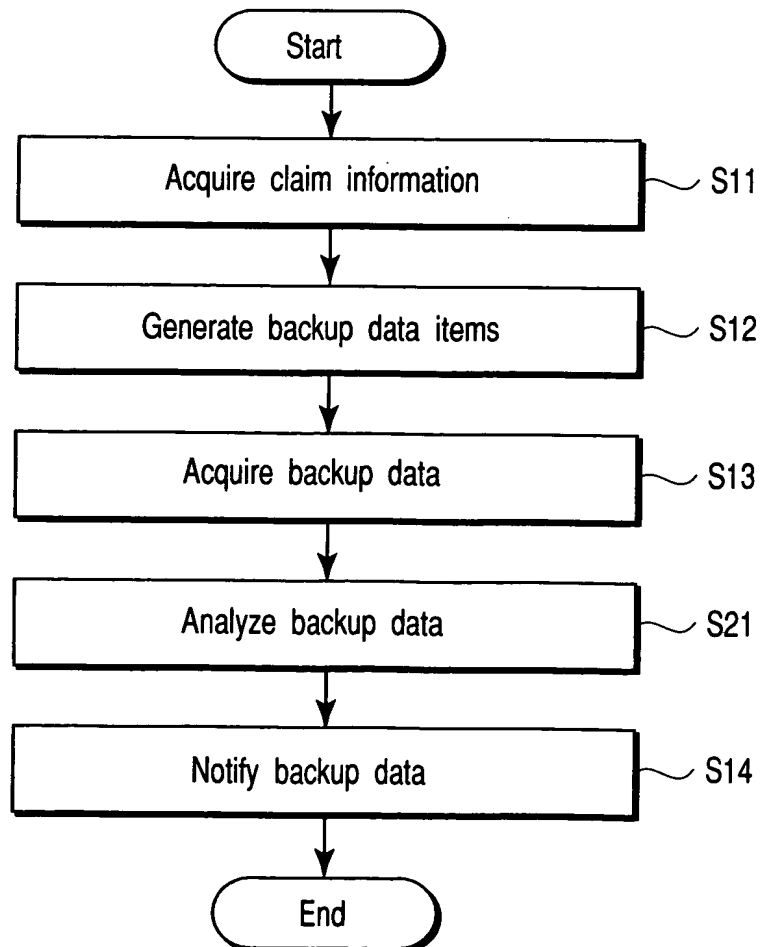 Start
Acquire claim information
S11
Generate backup data items
S12
Acquire backup data
S13
Analyze backup data
S21
Notify backup data
S14
End